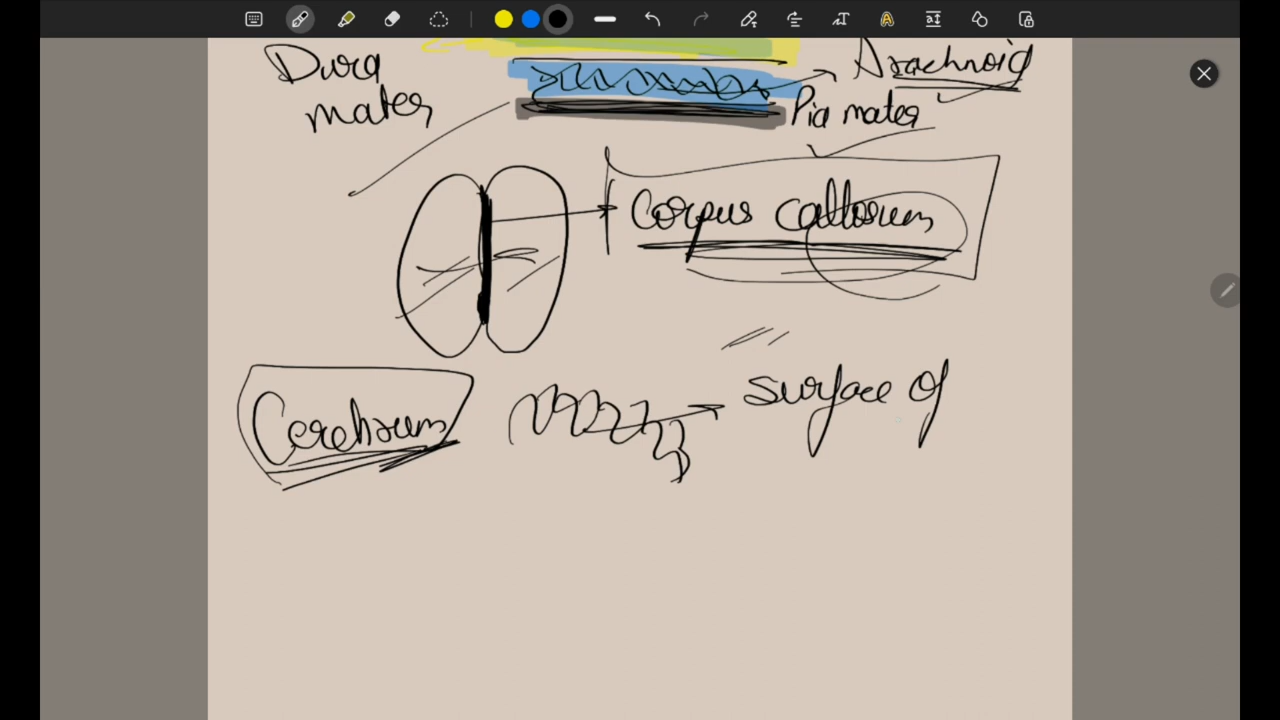 Dura
mater
Arachnoid
Pia mater
Corpus callosum
Cerebrum
surface of